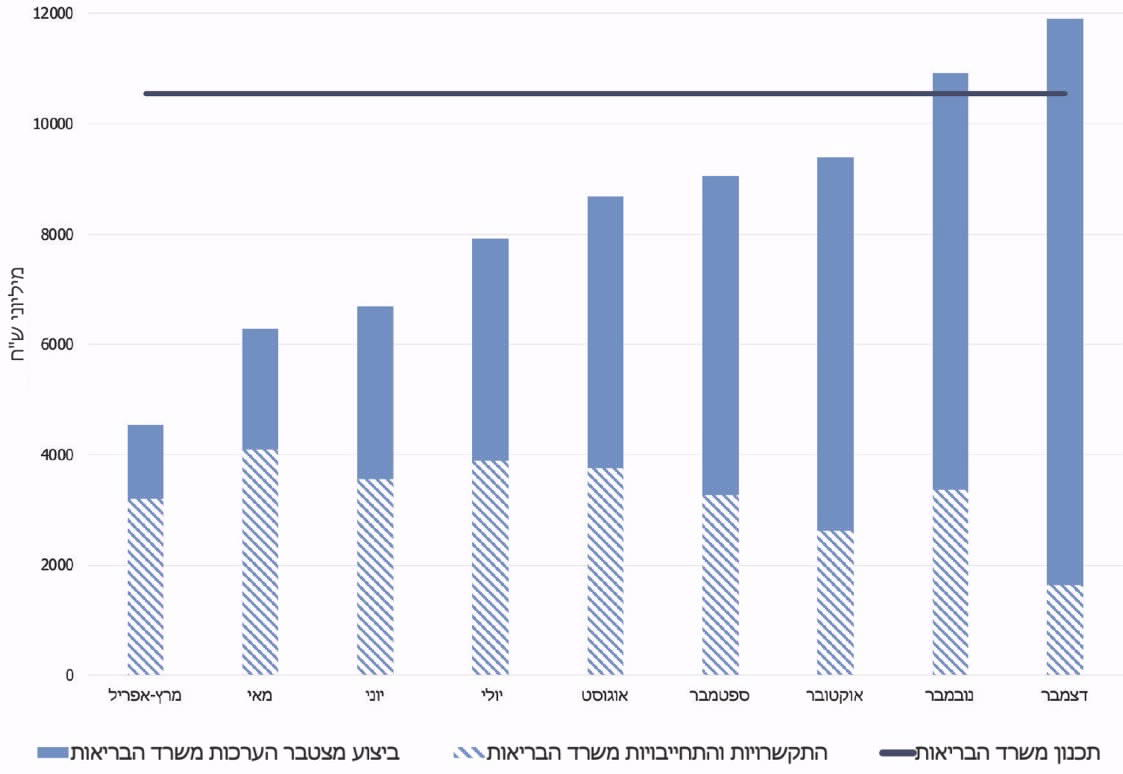 12000
10000
8000
6000
4000
2000
0
מיליוני ש"ח
מרץ-אפריל
מאי
יוני
יולי
אוגוסט
ספטמבר
אוקטובר
נובמבר
דצמבר
תכנון משרד הבריאות
התקשרויות והתחייבויות משרד הבריאות
ביצוע מצטבר הערכות משרד הבריאות